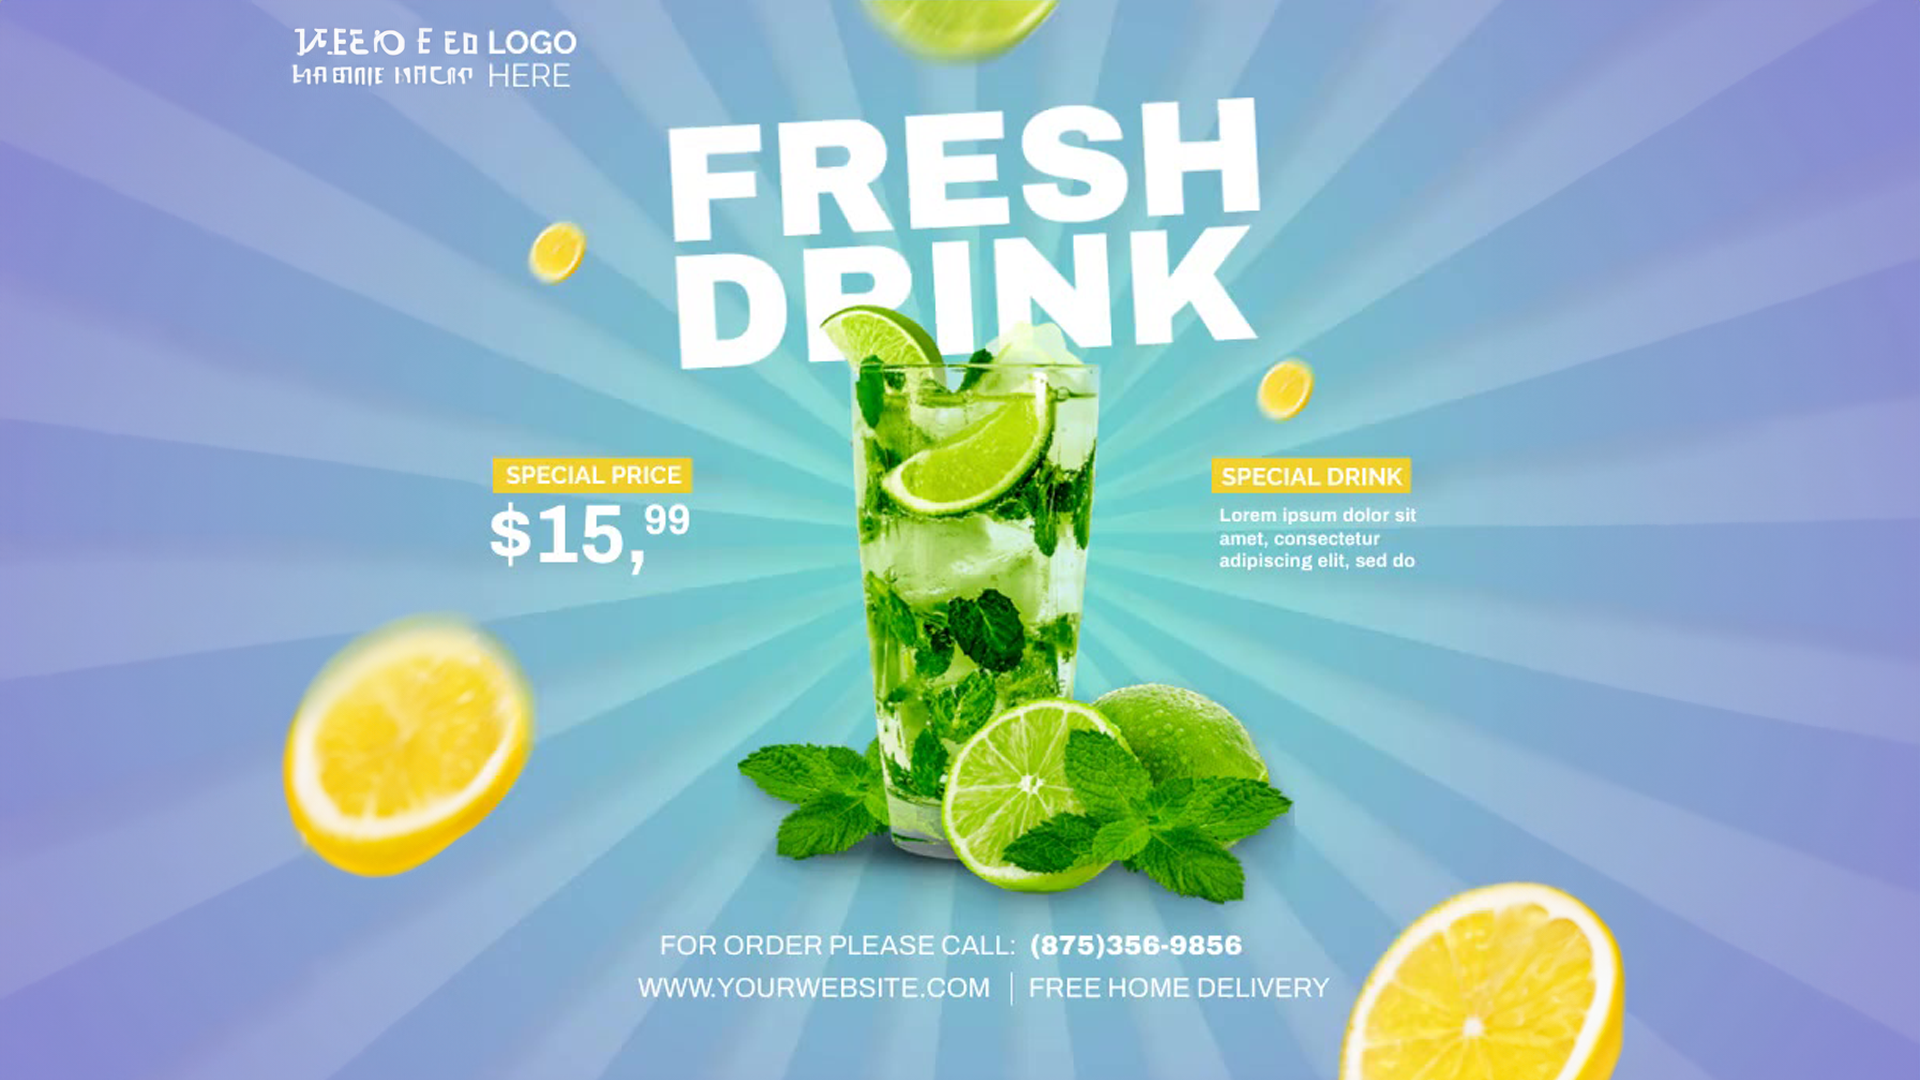 LOGO
HERE
FRESH
DRINK
SPECIAL PRICE
$15,99
SPECIAL DRINK
Lorem ipsum dolor sit
amet, consectetur
adipiscing elit, sed do
FOR ORDER PLEASE CALL: (875)356-9856
WWW.YOURWEBSITE.COM | FREE HOME DELIVERY